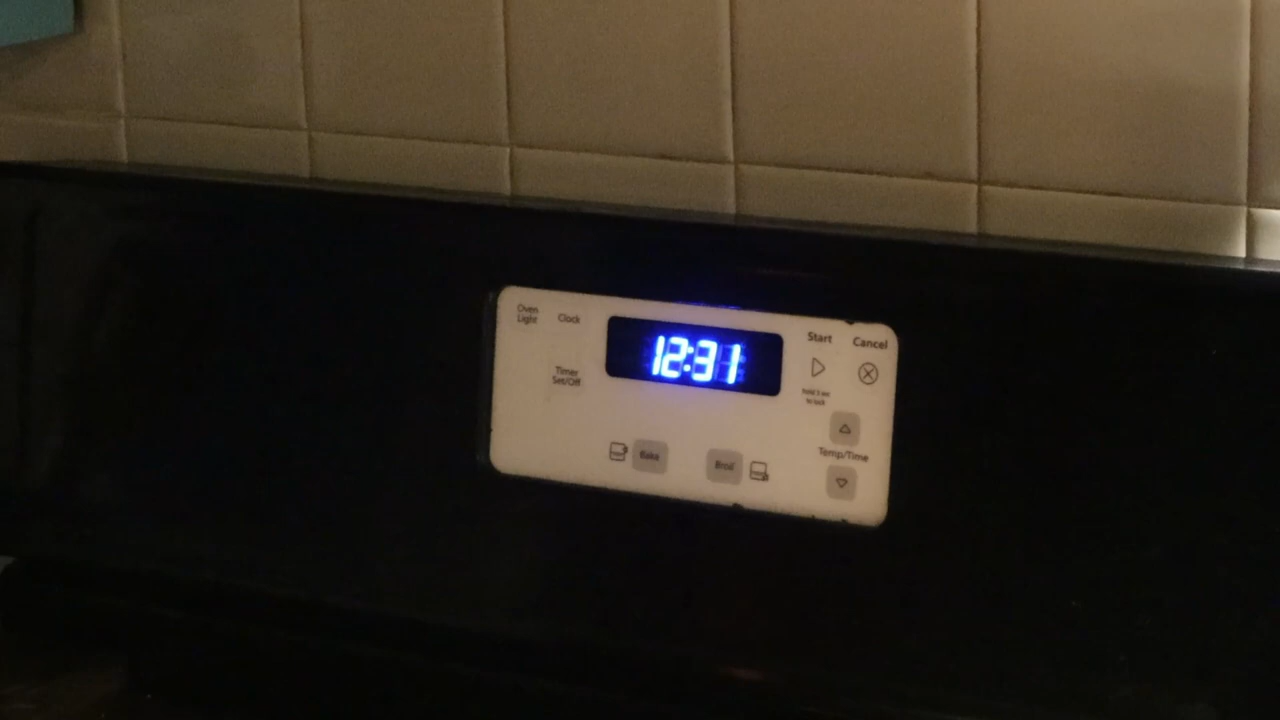 Oven
Light
Clock
12:31
Start
Cancel
Timer
Set/Off
Hold 3 sec
to lock
Temp/Time
Bake
Broil